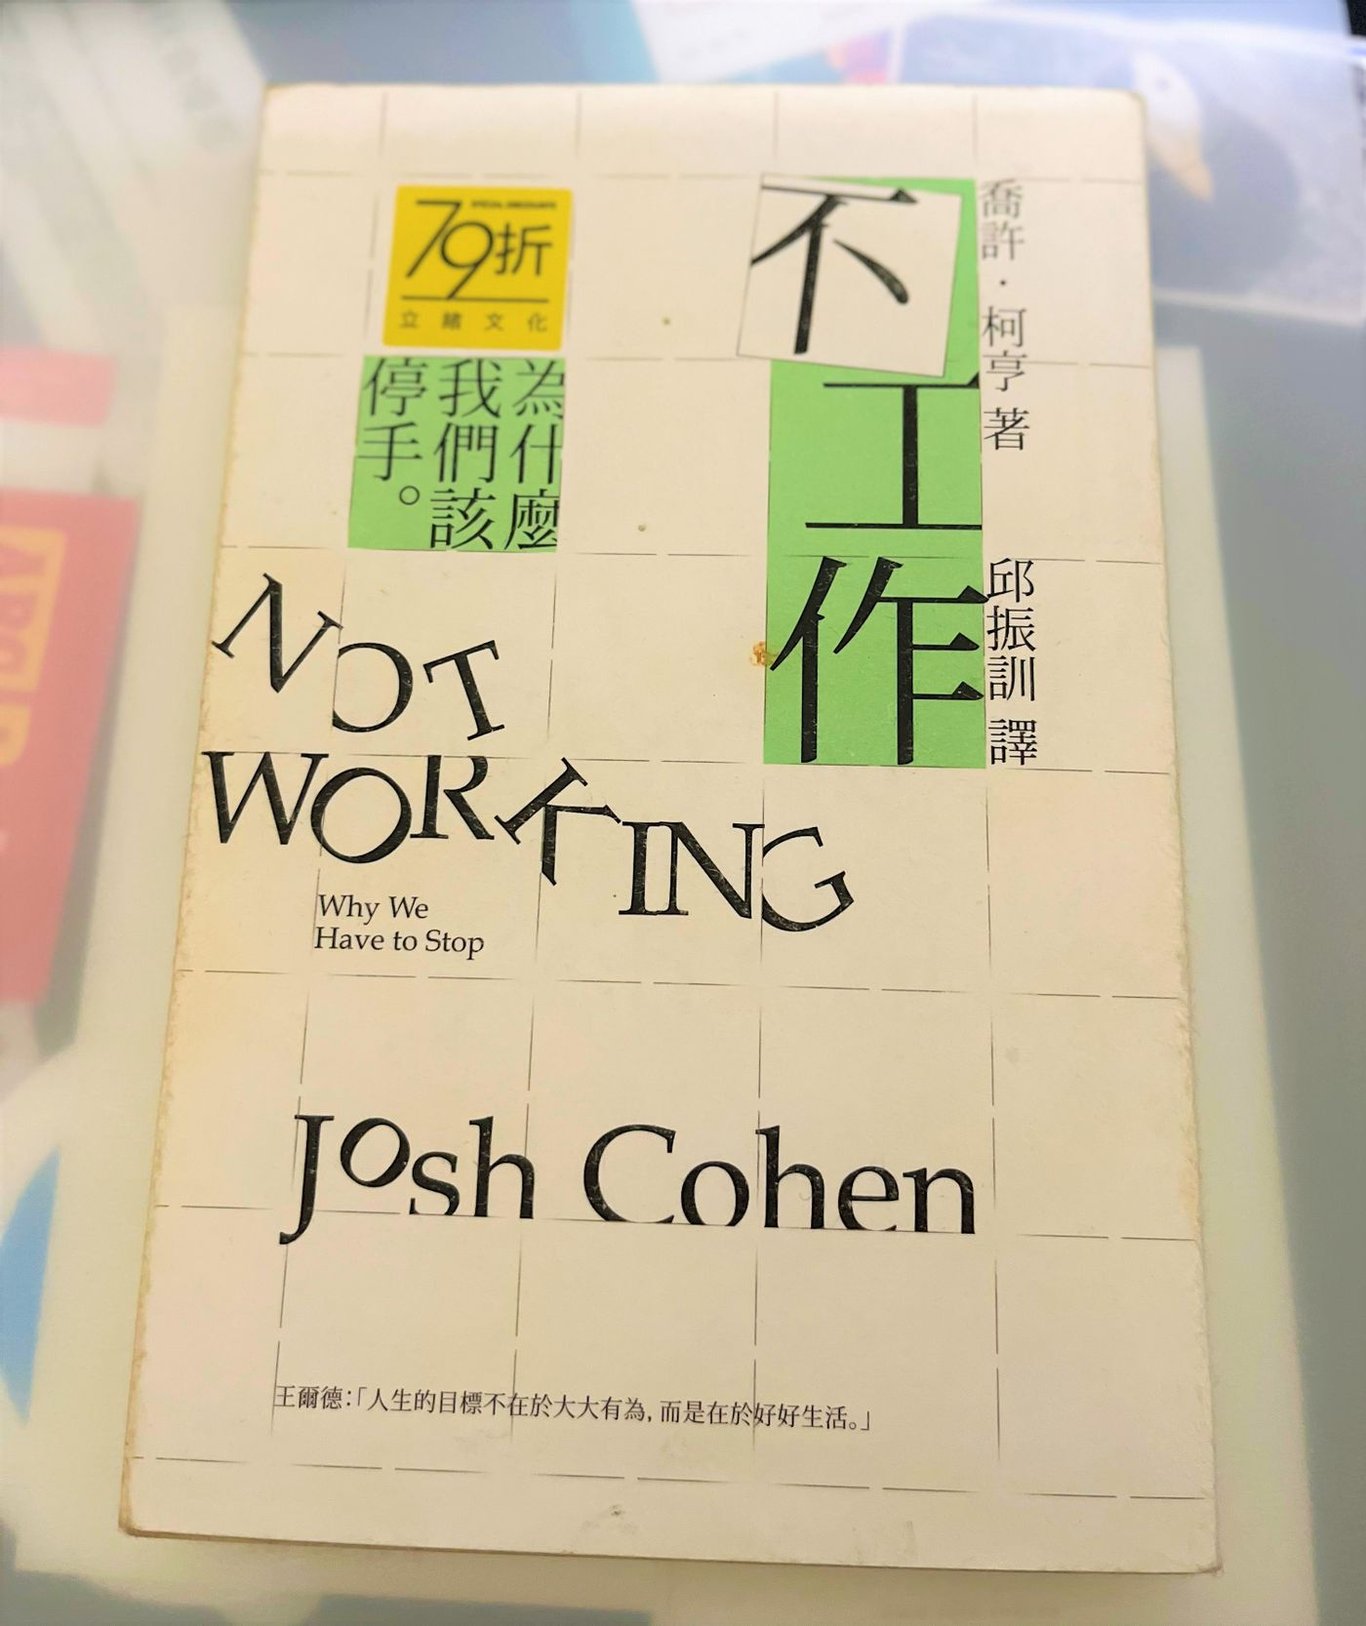 不工作
喬許・柯亨 著
邱振訓 譯
79折
立緒文化
為什麼
我們該
停手。
NOT
WORKING
Why We
Have to Stop
Josh Cohen
王爾德：「人生的目標不在於大大有為，而是在於好好生活。」